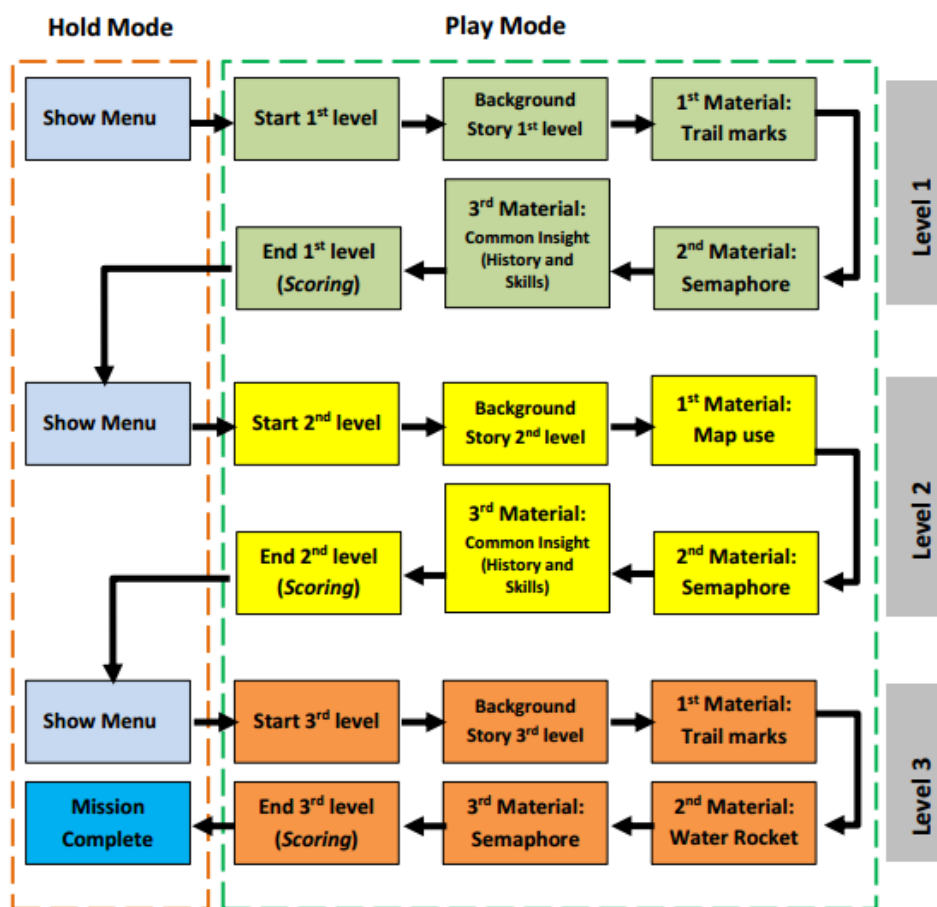 Hold Mode
Play Mode
Show Menu
Start 1st level
Background
Story 1st level
1st Material:
Trail marks
Level 1
End 1st level
(Scoring)
3rd Material:
Common Insight
(History and
Skills)
2nd Material:
Semaphore
Show Menu
Start 2nd level
Background
Story 2nd level
1st Material:
Map use
Level 2
End 2nd level
(Scoring)
3rd Material:
Common Insight
(History and
Skills)
2nd Material:
Semaphore
Show Menu
Start 3rd level
Background
Story 3rd level
1st Material:
Trail marks
Level 3
Mission
Complete
End 3rd level
(Scoring)
3rd Material:
Semaphore
2nd Material:
Water Rocket